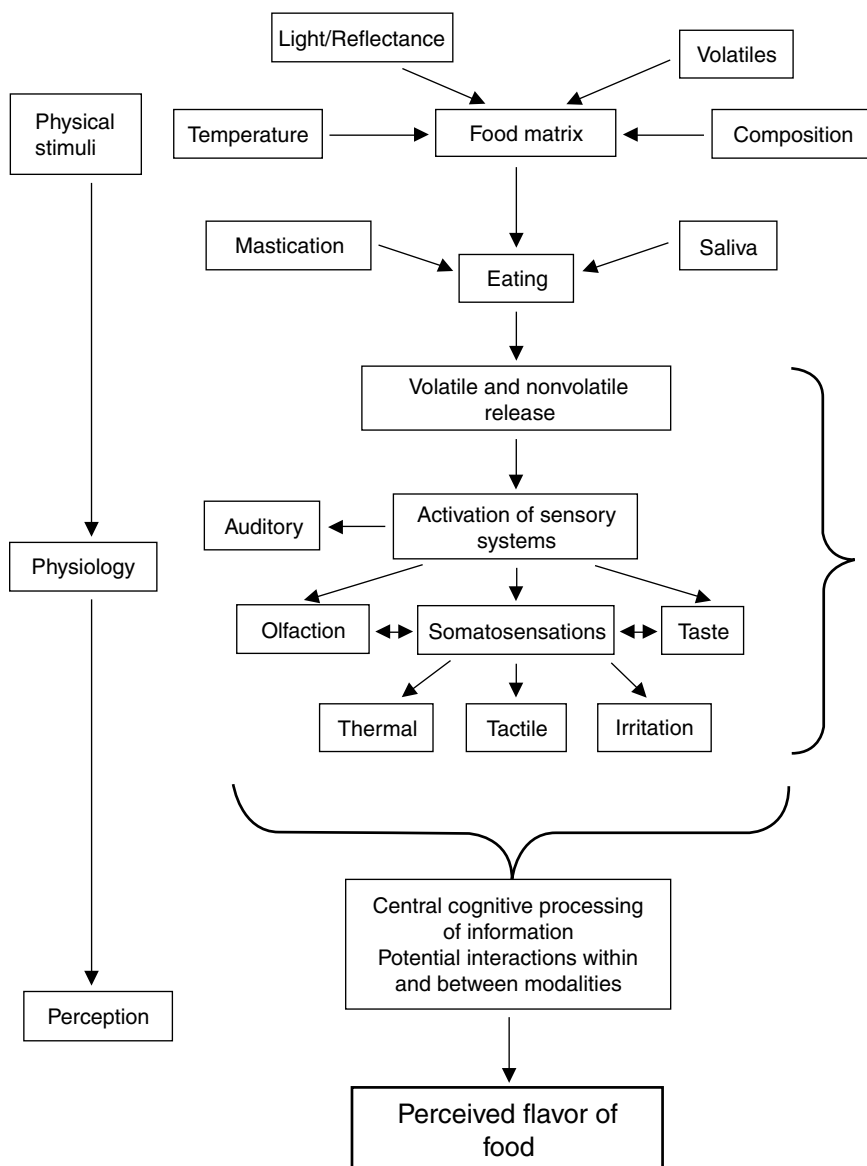 Light/Reflectance
Volatiles
Physical
stimuli
Temperature
Food matrix
Composition
Mastication
Saliva
Eating
Volatile and nonvolatile
release
Auditory
Activation of sensory
systems
Physiology
Olfaction
Somatosensations
Taste
Thermal
Tactile
Irritation
Central cognitive processing
of information
Potential interactions within
and between modalities
Perception
Perceived flavor of
food